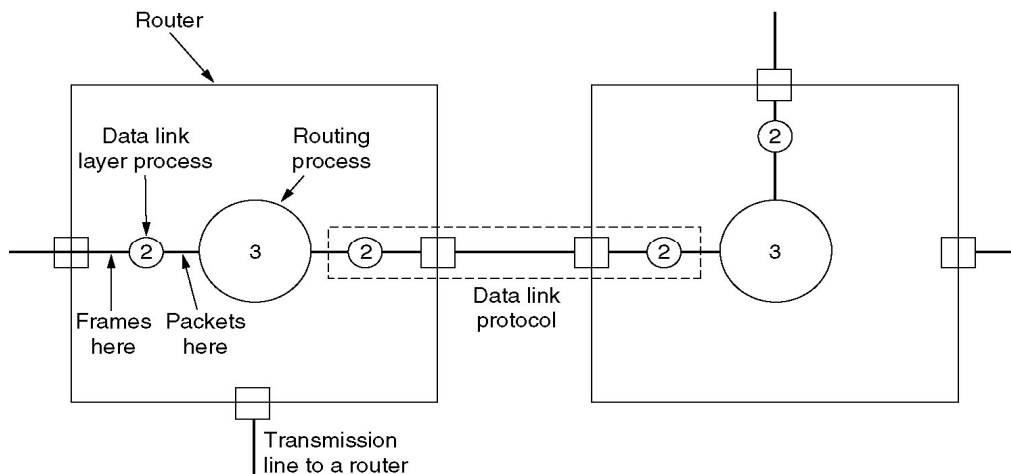 Router
Data link
layer process
Routing
process
2
2
3
2
2
3
Frames
here
Packets
here
Data link
protocol
Transmission
line to a router